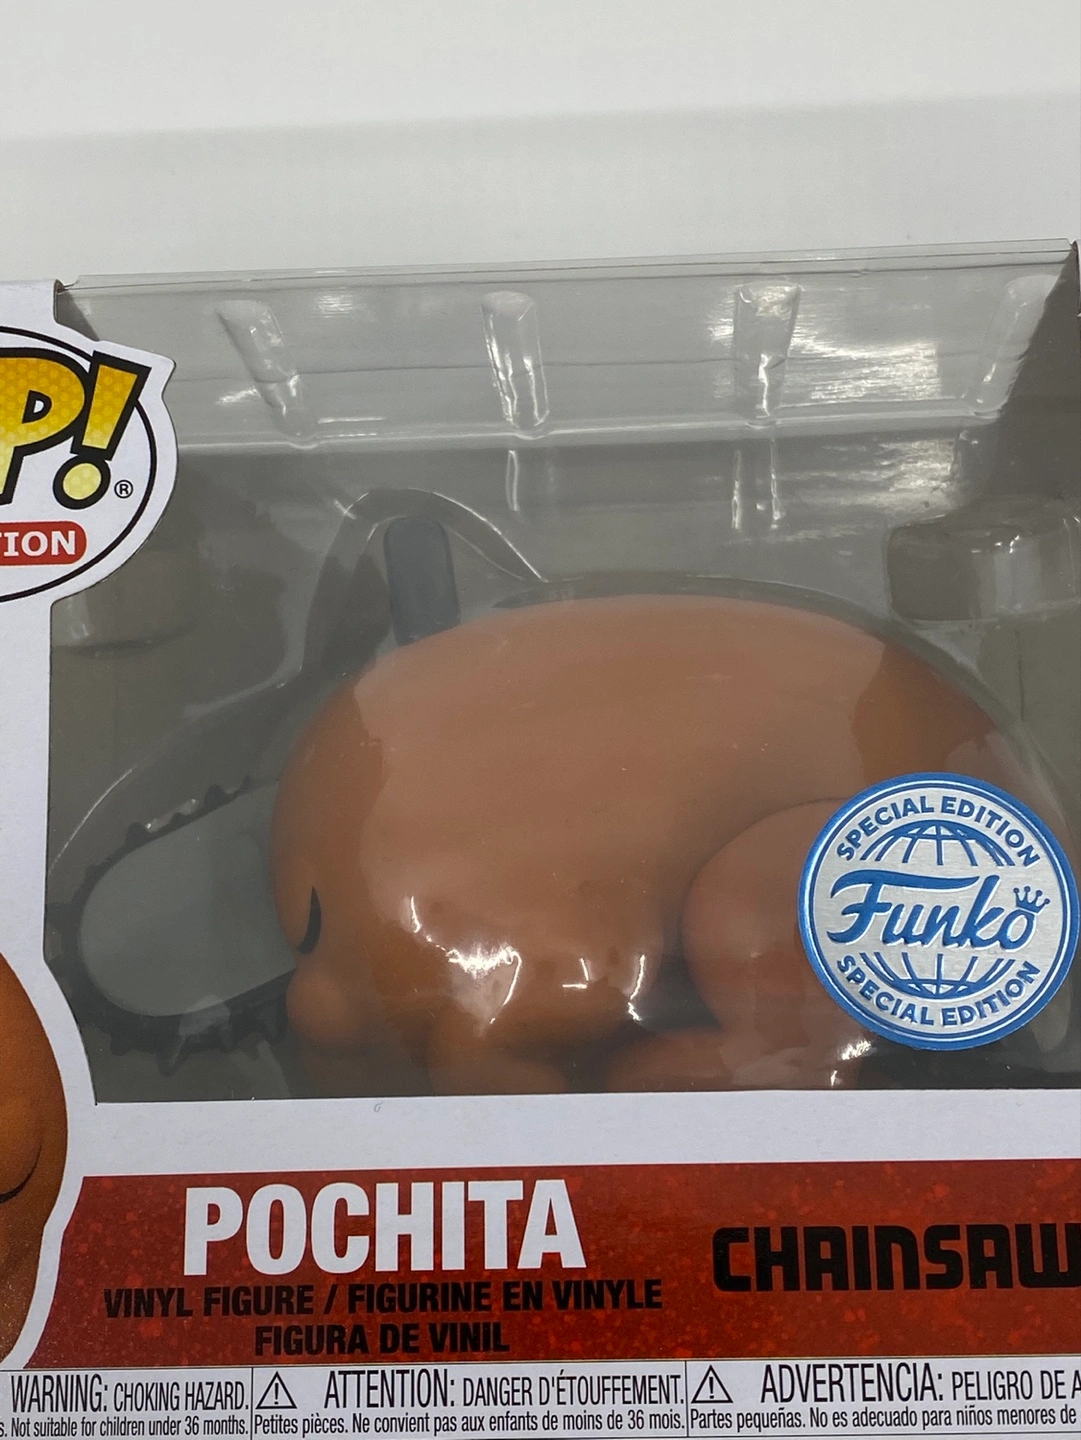 P!
®
TION
SPECIAL EDITION
Funko
SPECIAL EDITION
POCHITA
CHAINSAW
VINYL FIGURE / FIGURINE EN VINYLE
FIGURA DE VINIL
WARNING: CHOKING HAZARD.
s. Not suitable for children under 36 months.
ATTENTION: DANGER D'ÉTOUFFEMENT.
Petites pièces. Ne convient pas aux enfants de moins de 36 mois.
ADVERTENCIA: PELIGRO DE A
Partes pequeñas. No es adecuado para niños menores de